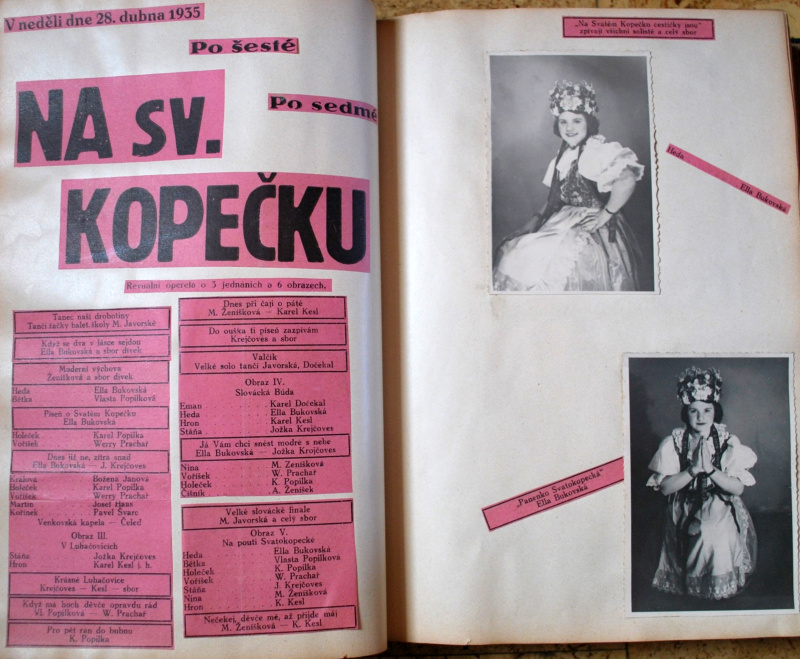 V neděli dne 28. dubna 1935
Po šesté
Po sedmé
NA sv.
KOPEČKU
Revuální opereta o 3 jednáních a 6 obrazech.
Tanec naší drobotiny
Tančí žačky balet. školy M. Javorské
Když se dva v lásce sejdou
Ella Bukovská a sbor dívek
Moderní výchova
Ženíšková a sbor dívek
Heda Ella Bukovská
Bětka Vlasta Popilková
Píseň o Svatém Kopečku
Ella Bukovská
Holeček Karel Popilka
Voříšek Werry Prachař
Dnes již ne, zítra snad
Ella Bukovská — J. Krejčoves
Králová Božena Janová
Holeček Karel Popilka
Voříšek Werry Prachař
Martin Josef Haas
Kořínek Pavel Švarc
Venkovská kapela — Čeleď
Obraz III.
V Luhačovicích
Stáňa Jožka Krejčoves
Hron Karel Kesl j. h.
Krásné Luhačovice
Krejčoves — Kesl — sbor
Když má hoch děvče opravdu rád
Vl. Popilková — W. Prachař
Pro pět ran do bubnu
K. Popilka
Dnes při čaji o páté
M. Ženíšková — Karel Kesl
Do ouška ti píseň zazpívám
Krejčoves a sbor
Valčík
Velké solo tančí Javorská, Dočekal
Obraz IV.
Slovácká Búda
Eman Karel Dočekal
Heda Ella Bukovská
Hron Karel Kesl
Stáňa Jožka Krejčoves
Já Vám chci snést modré s nebe
Ella Bukovská — Jožka Krojčoves
Nina M. Ženíšková
Voříšek W. Prachař
Holeček K. Popilka
Číšník A. Ženíšek
Velké slovácké finale
M. Javorská a celý sbor
Obraz V.
Na pouti Svatokopecké
Heda Ella Bukovská
Bětka Vlasta Popilková
Holeček K. Popilka
Voříšek W. Prachař
Stáňa J. Krejčoves
Nina M. Ženíšková
Hron K. Kesl
Nečekej, děvče mé, až přijde máj
M. Ženíšková — K. Kesl
„Na Svatém Kopečku cestičky jsou"
zpívají všichni solisté a celý sbor
Heda Ella Bukovská
„Panenko Svatokopecká"
Ella Bukovská